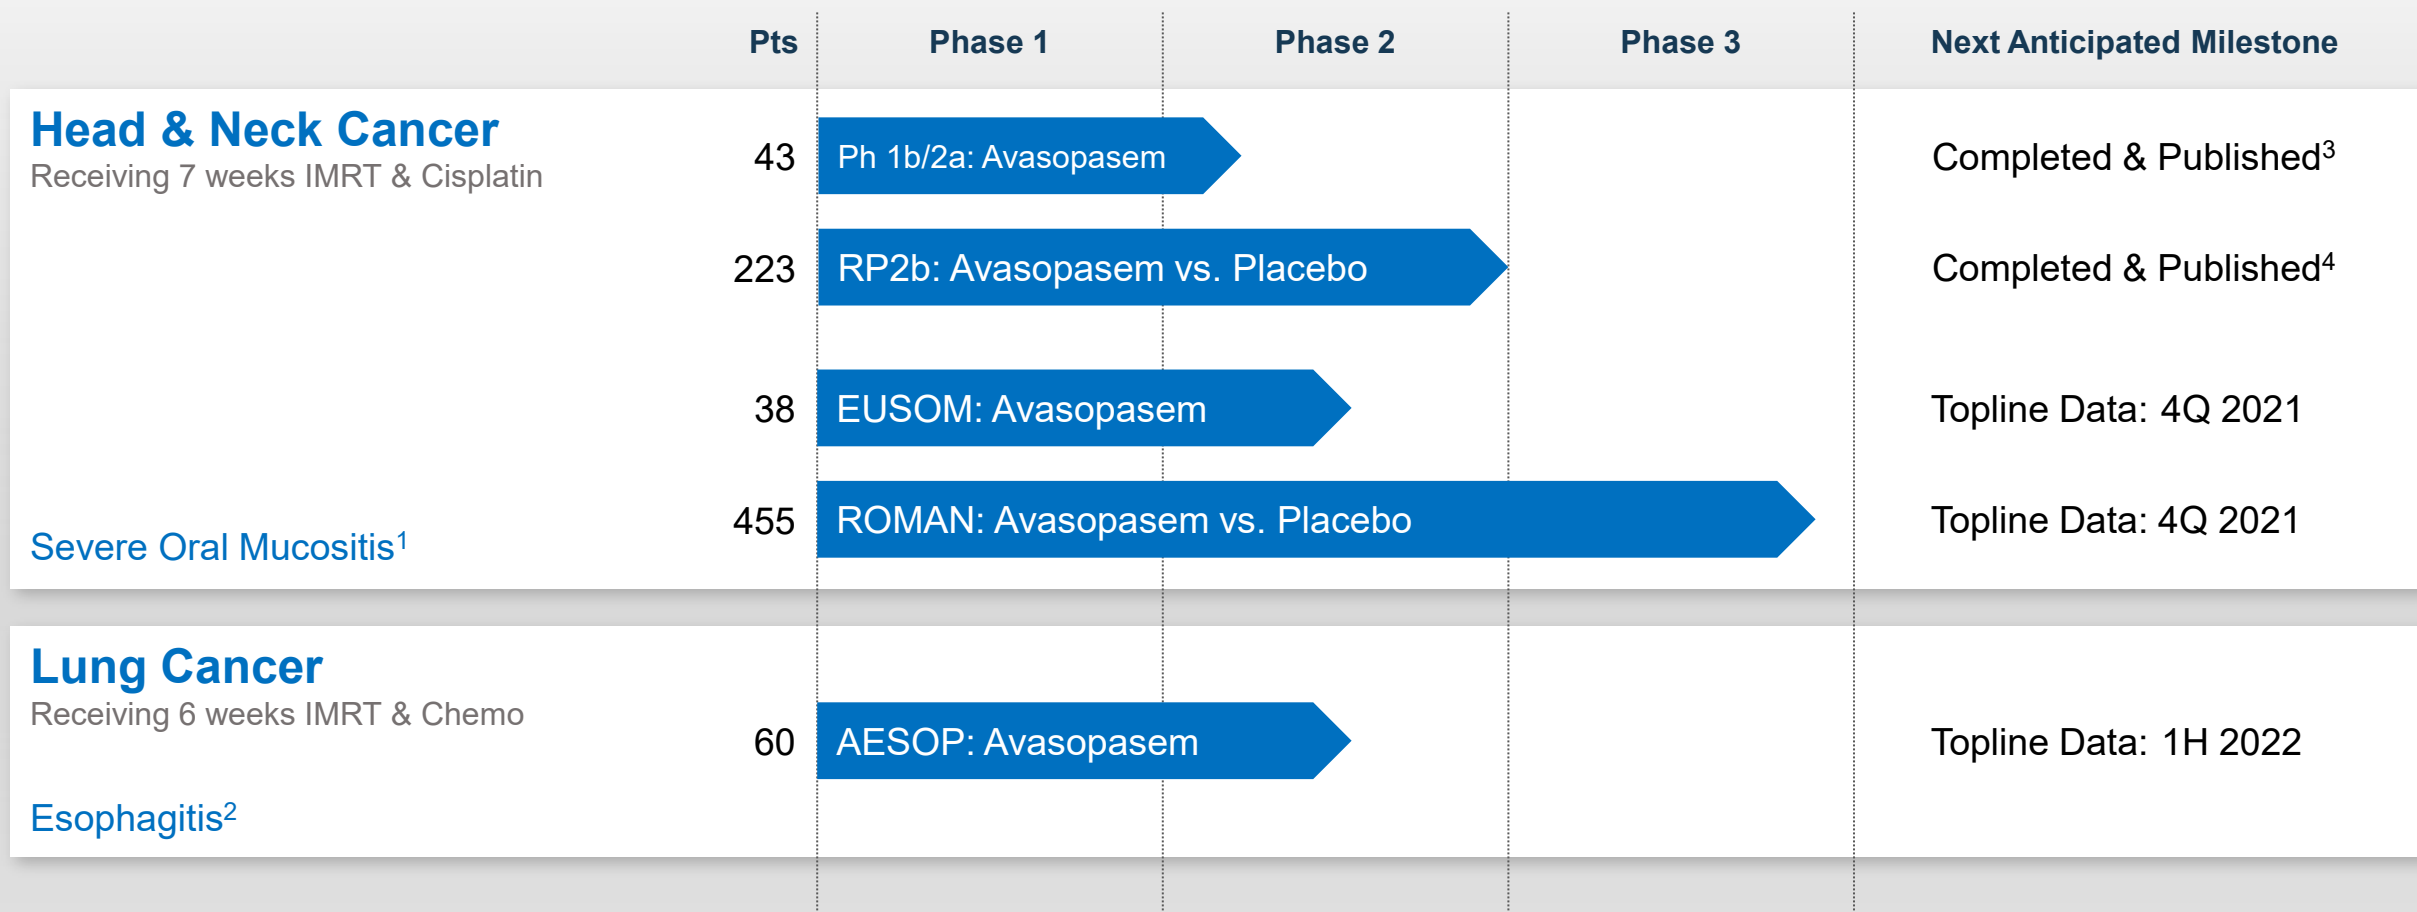 Pts Phase 1 Phase 2 Phase 3 Next Anticipated Milestone
Head & Neck Cancer
Receiving 7 weeks IMRT & Cisplatin
43 Ph 1b/2a: Avasopasem Completed & Published³
223 RP2b: Avasopasem vs. Placebo Completed & Published⁴
38 EUSOM: Avasopasem Topline Data: 4Q 2021
455 ROMAN: Avasopasem vs. Placebo Topline Data: 4Q 2021
Severe Oral Mucositis¹
Lung Cancer
Receiving 6 weeks IMRT & Chemo
60 AESOP: Avasopasem Topline Data: 1H 2022
Esophagitis²